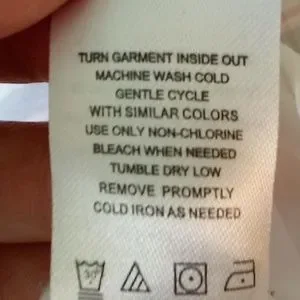 TURN GARMENT INSIDE OUT
MACHINE WASH COLD
GENTLE CYCLE
WITH SIMILAR COLORS
USE ONLY NON-CHLORINE
BLEACH WHEN NEEDED
TUMBLE DRY LOW
REMOVE PROMPTLY
COLD IRON AS NEEDED
30°